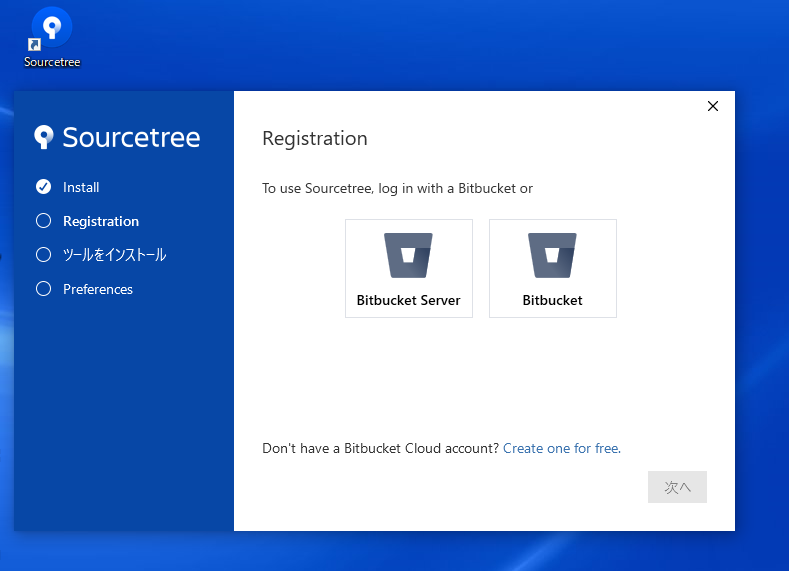 Sourcetree
Sourcetree
Install
Registration
ツールをインストール
Preferences
Registration
To use Sourcetree, log in with a Bitbucket or
Bitbucket Server
Bitbucket
Don't have a Bitbucket Cloud account? Create one for free.
次へ